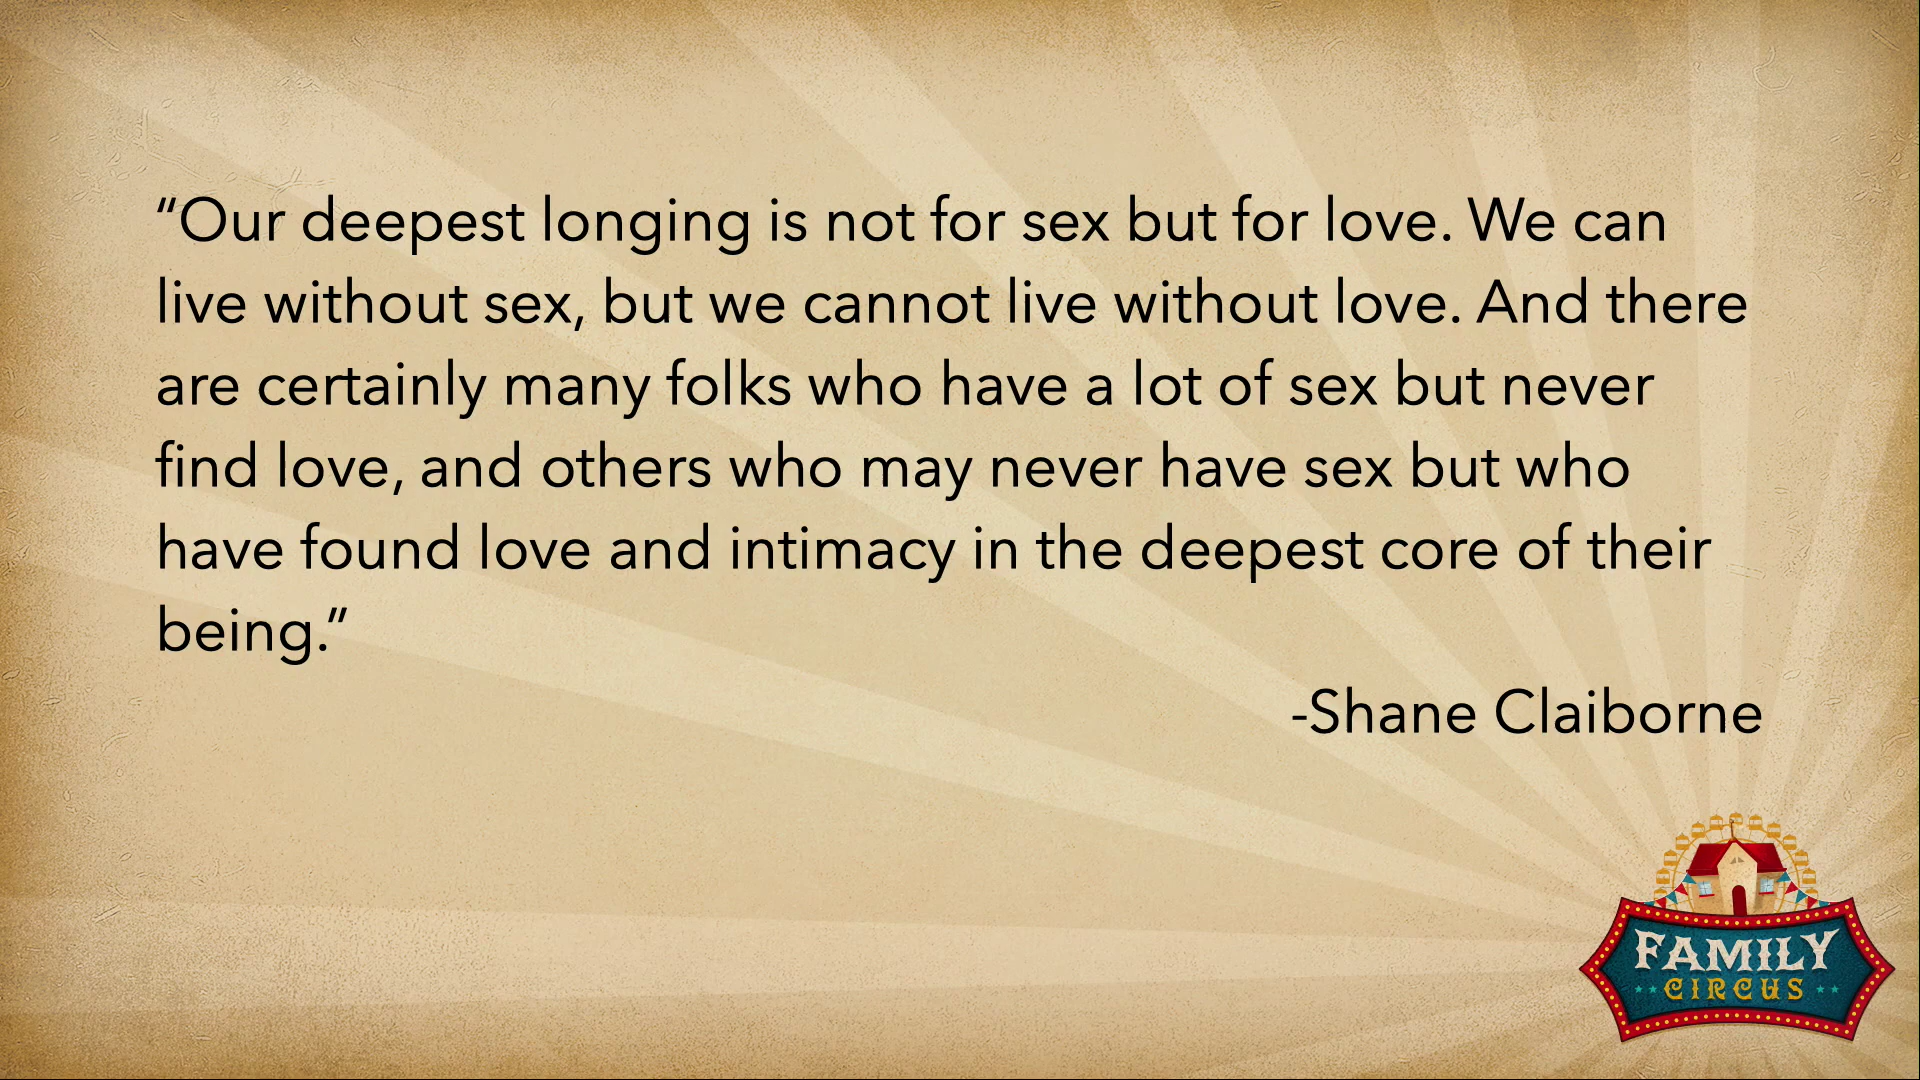 “Our deepest longing is not for sex but for love. We can
live without sex, but we cannot live without love. And there
are certainly many folks who have a lot of sex but never
find love, and others who may never have sex but who
have found love and intimacy in the deepest core of their
being.”
-Shane Claiborne
FAMILY
CIRCUS